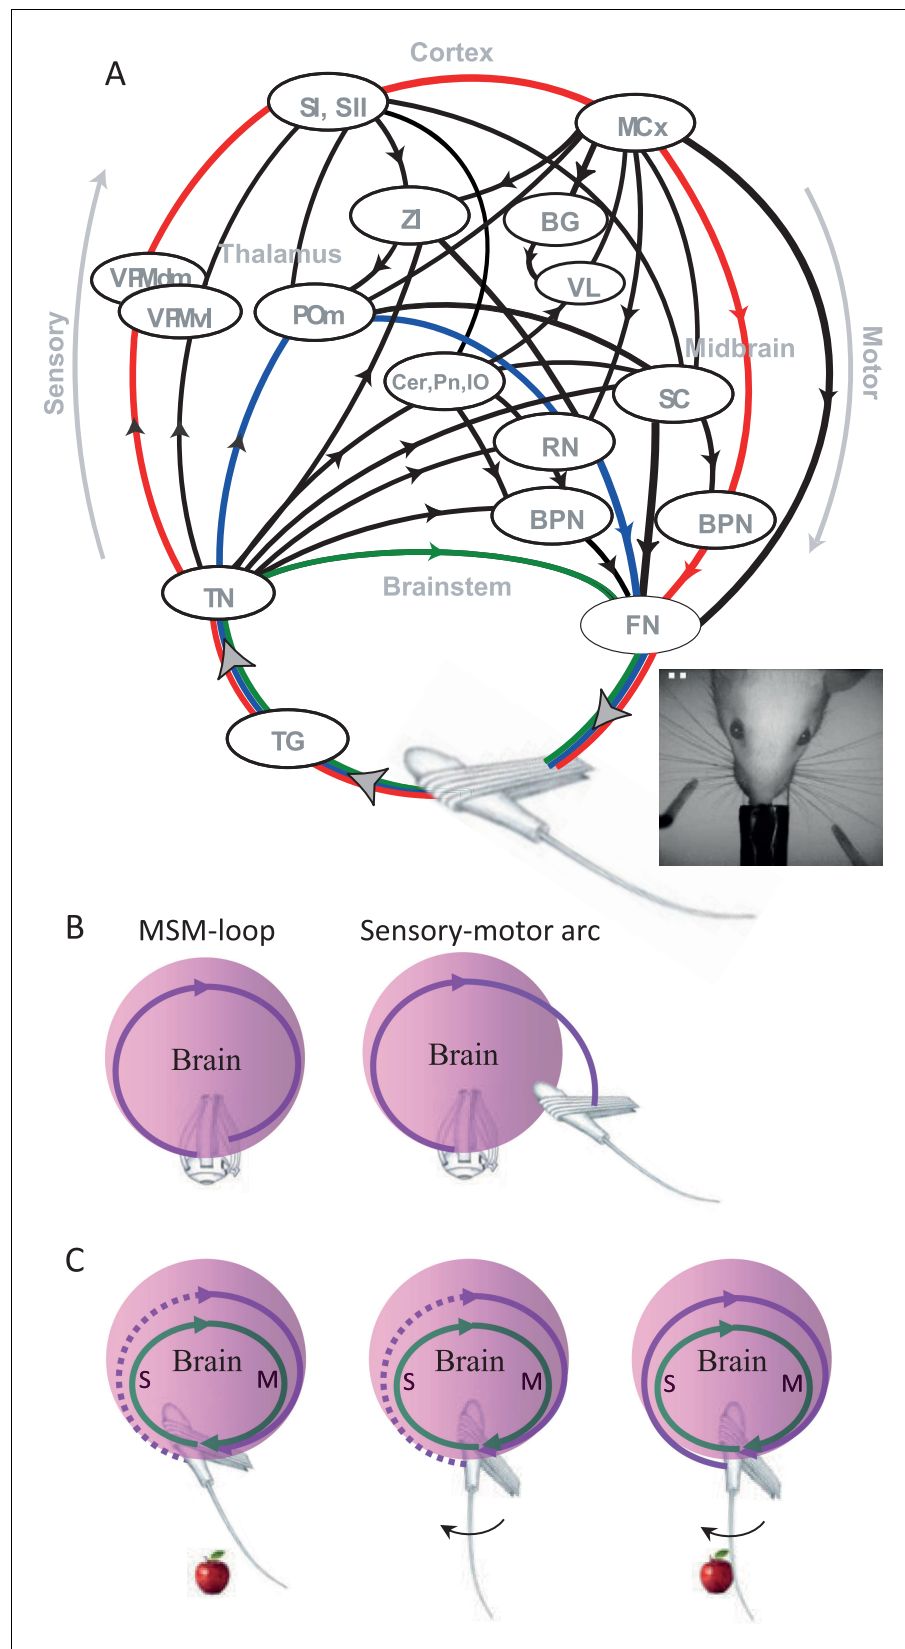 A
Cortex
SI, SII
MCx
ZI
BG
Thalamus
VPMdm
VL
VPMvl
POm
Sensory
Motor
Midbrain
Cer,Pn,IO
SC
RN
BPN
BPN
TN
Brainstem
FN
TG
B
MSM-loop
Sensory-motor arc
Brain
Brain
C
Brain
S
M
Brain
S
M
Brain
S
M